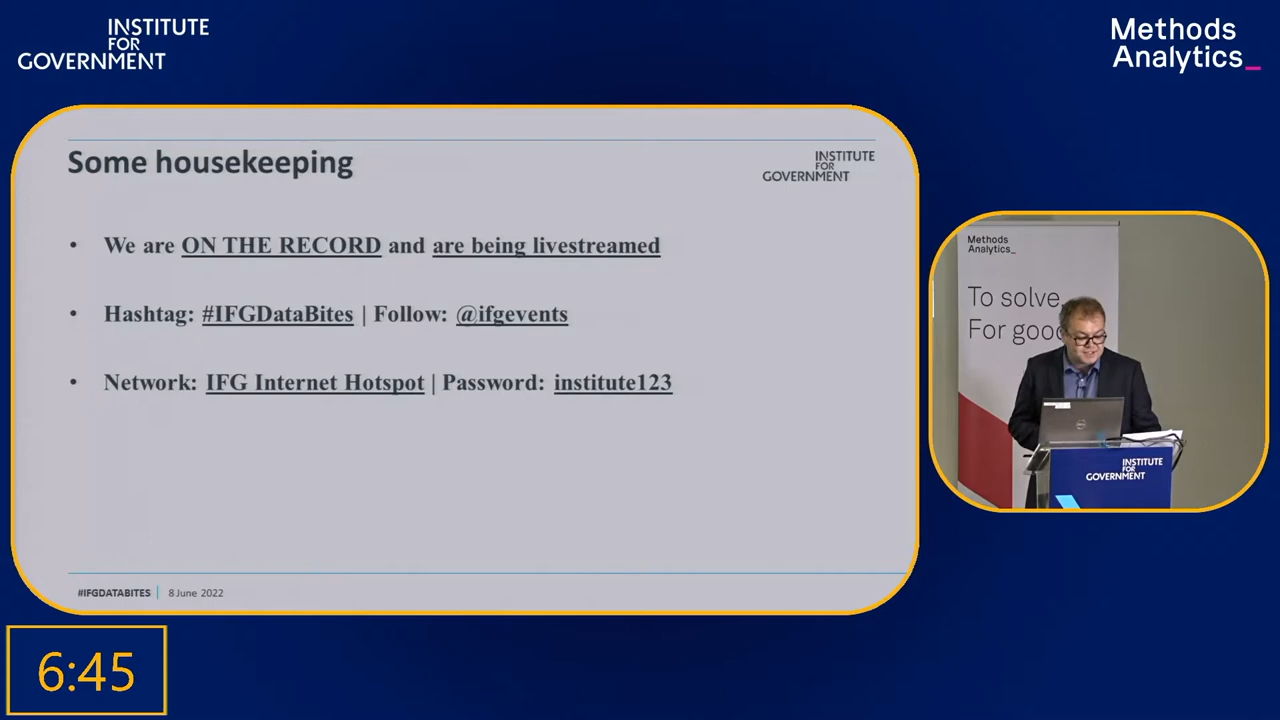 INSTITUTE
FOR
GOVERNMENT
Methods
Analytics_
Some housekeeping
INSTITUTE
FOR
GOVERNMENT
• We are ON THE RECORD and are being livestreamed
• Hashtag: #IFGDataBites | Follow: @ifgevents
• Network: IFG Internet Hotspot | Password: institute123
#IFGDATABITES | 8 June 2022
Methods
Analytics_
To solve.
For good
INSTITUTE
FOR
GOVERNMENT
6:45